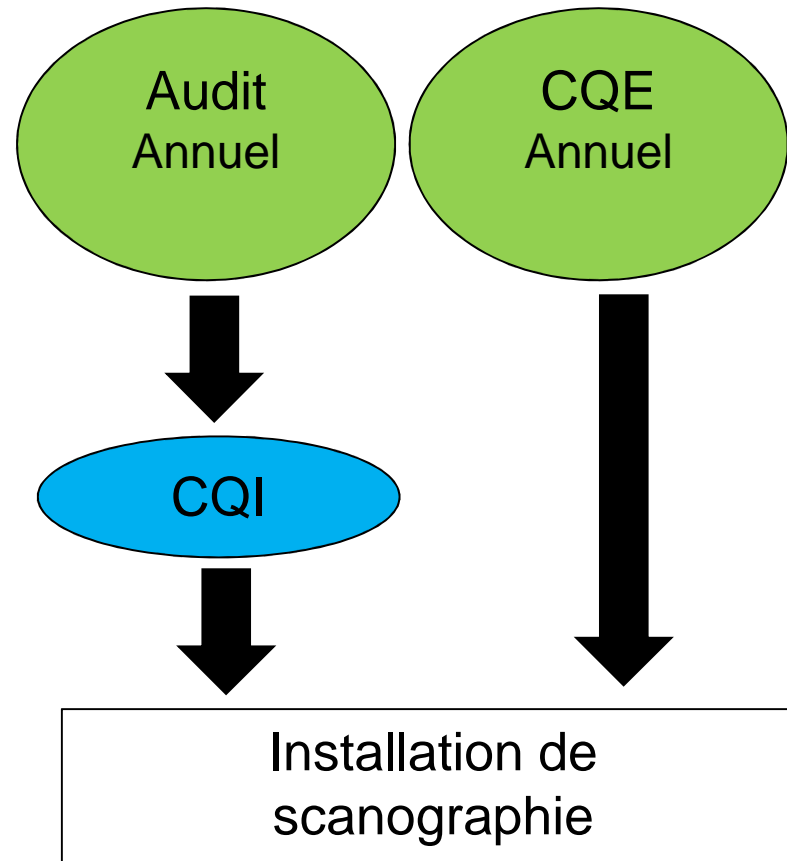 Audit
Annuel
CQE
Annuel
CQI
Installation de
scanographie